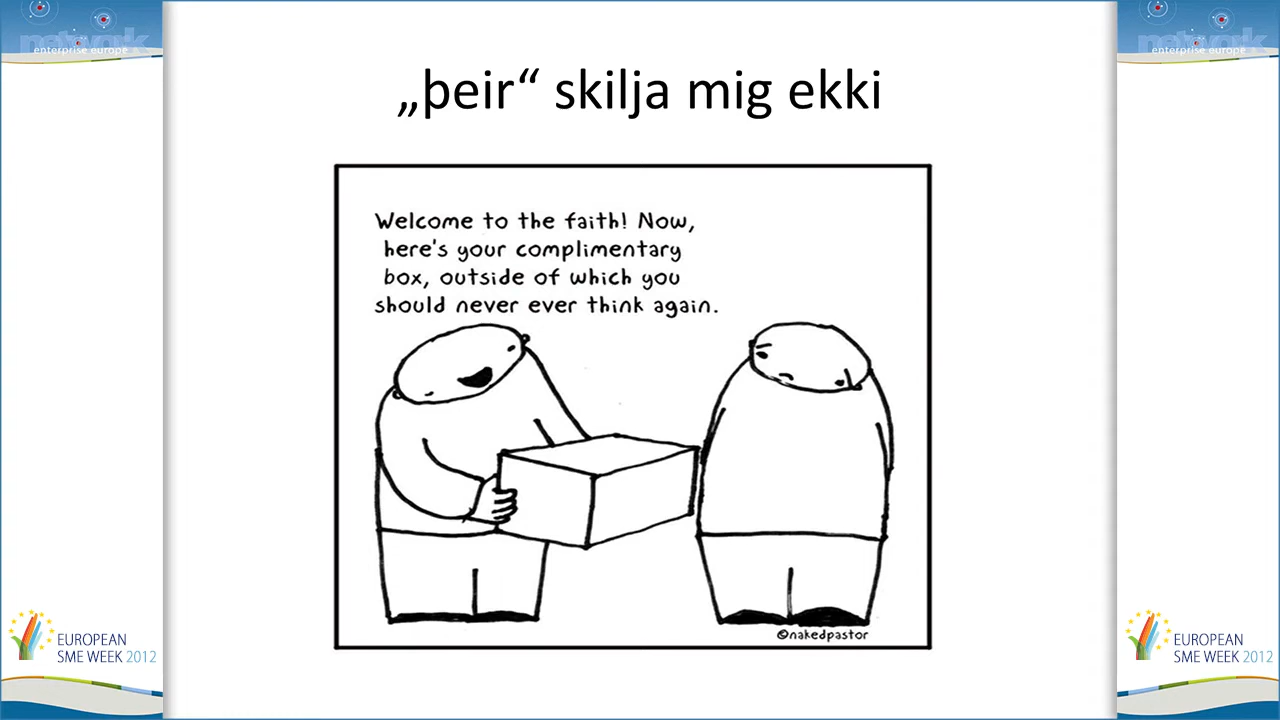 network
enterprise europe
network
enterprise europe
„þeir“ skilja mig ekki
Welcome to the faith! Now,
here's your complimentary
box, outside of which you
should never ever think again.
©nakedpastor
EUROPEAN
SME WEEK 2012
EUROPEAN
SME WEEK 2012